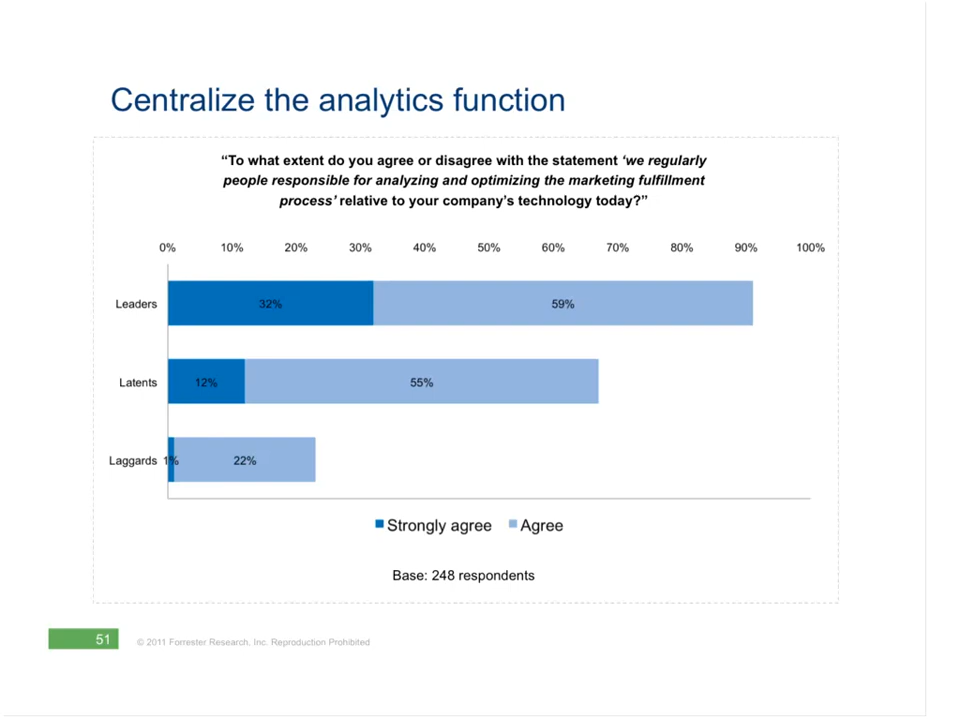 Centralize the analytics function
“To what extent do you agree or disagree with the statement ‘we regularly
people responsible for analyzing and optimizing the marketing fulfillment
process’ relative to your company’s technology today?”
0% 10% 20% 30% 40% 50% 60% 70% 80% 90% 100%
Leaders 32% 59%
Latents 12% 55%
Laggards 1% 22%
Strongly agree Agree
Base: 248 respondents
51 © 2011 Forrester Research, Inc. Reproduction Prohibited